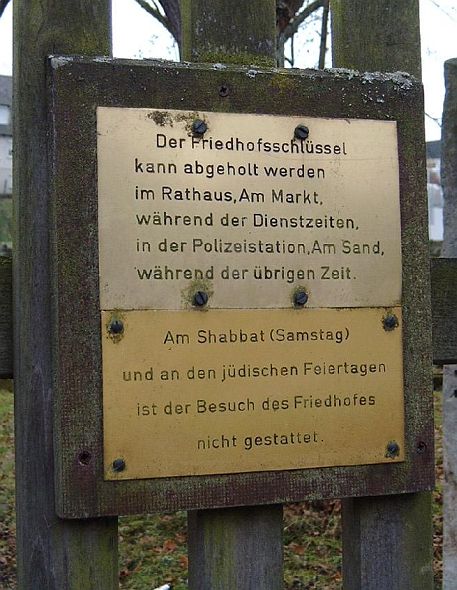 Der Friedhofsschlüssel
kann abgeholt werden
im Rathaus, Am Markt,
während der Dienstzeiten,
in der Polizeistation, Am Sand,
während der übrigen Zeit.
Am Shabbat (Samstag)
und an den jüdischen Feiertagen
ist der Besuch des Friedhofes
nicht gestattet.